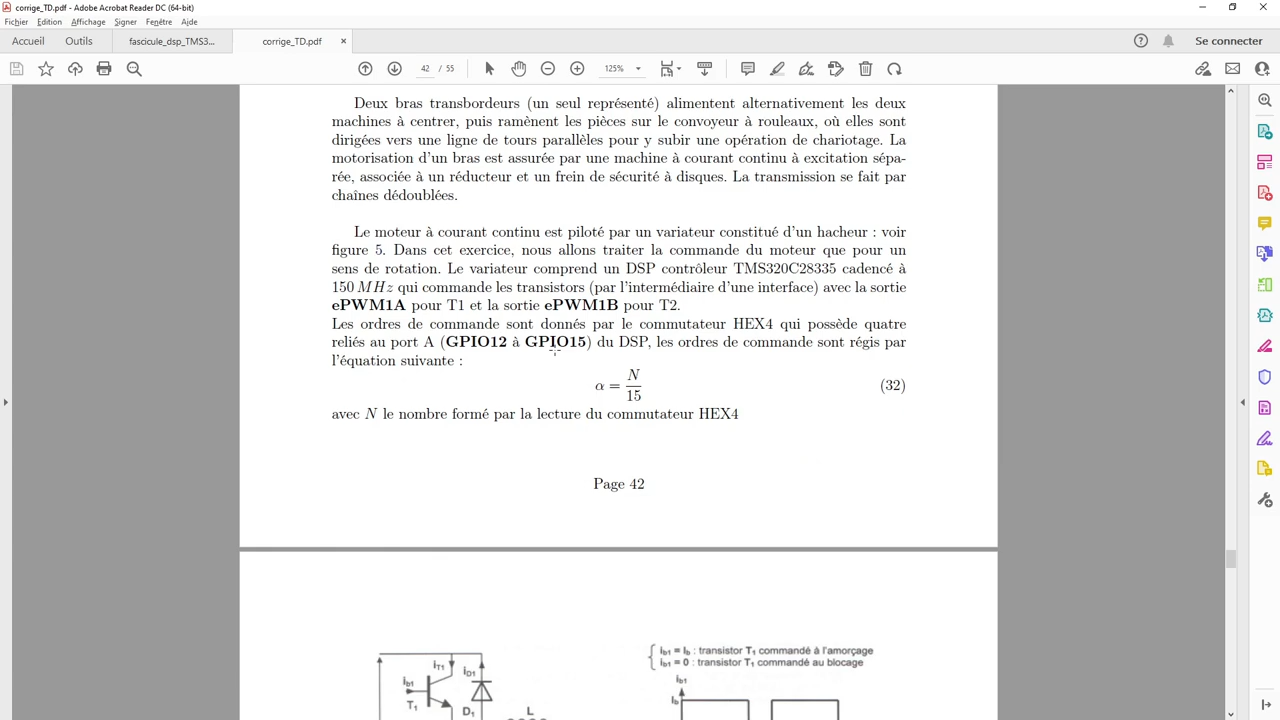 corrige_TD.pdf - Adobe Acrobat Reader DC (64-bit)
Fichier Edition Affichage Signer Fenêtre Aide
Accueil Outils fascicule_dsp_TMS3... corrige_TD.pdf × Se connecter
42 / 55 125%
Deux bras transbordeurs (un seul représenté) alimentent alternativement les deux
machines à centrer, puis ramènent les pièces sur le convoyeur à rouleaux, où elles sont
dirigées vers une ligne de tours parallèles pour y subir une opération de chariotage. La
motorisation d'un bras est assurée par une machine à courant continu à excitation sépa-
rée, associée à un réducteur et un frein de sécurité à disques. La transmission se fait par
chaînes dédoublées.
Le moteur à courant continu est piloté par un variateur constitué d'un hacheur : voir
figure 5. Dans cet exercice, nous allons traiter la commande du moteur que pour un
sens de rotation. Le variateur comprend un DSP contrôleur TMS320C28335 cadencé à
150 MHz qui commande les transistors (par l'intermédiaire d'une interface) avec la sortie
ePWM1A pour T1 et la sortie ePWM1B pour T2.
Les ordres de commande sont donnés par le commutateur HEX4 qui possède quatre
reliés au port A (GPIO12 à GPIO15) du DSP, les ordres de commande sont régis par
l'équation suivante :
α = N/15 (32)
avec N le nombre formé par la lecture du commutateur HEX4
Page 42
{ ib1 = Ib : transistor T1 commandé à l'amorçage
ib1 = 0 : transistor T1 commandé au blocage
iT1 iD1 ib1
ib1 Ib
T1 D1 L